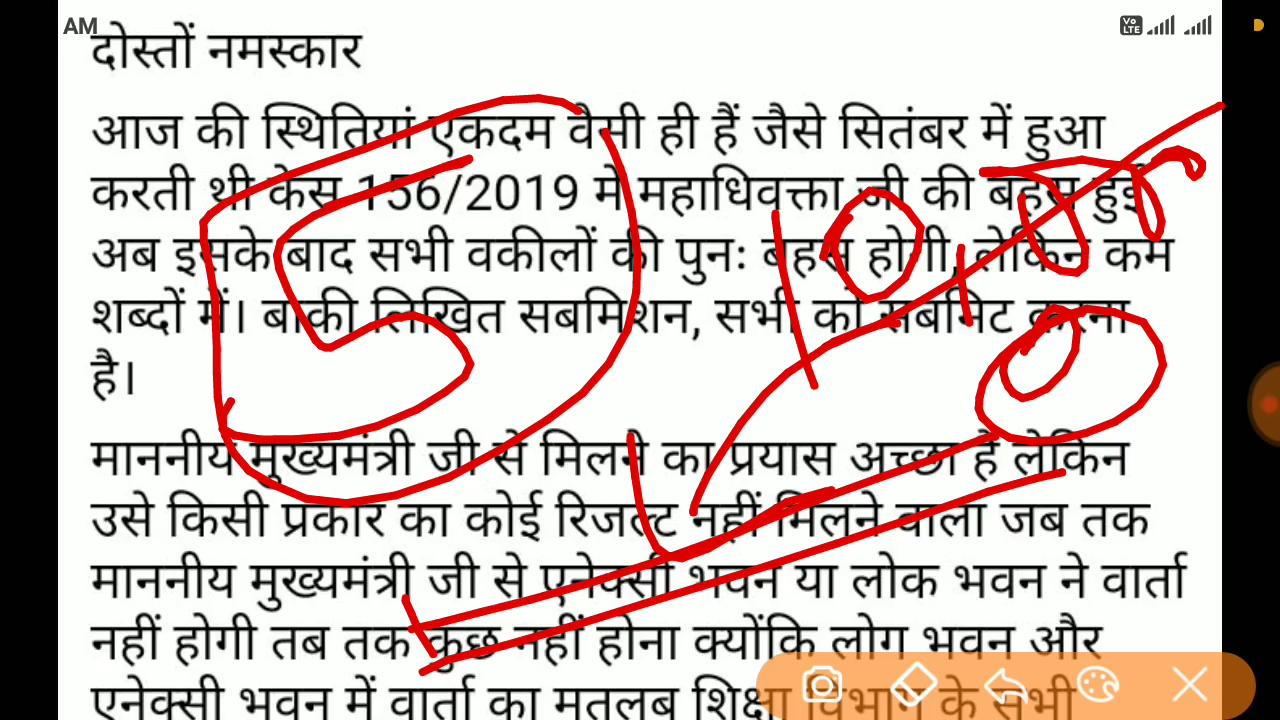 AM
दोस्तों नमस्कार
आज की स्थितियां एकदम वैसी ही हैं जैसे सितंबर में हुआ
करती थी केस 156/2019 में महाधिवक्ता जी की बहस हुई
अब इसके बाद सभी वकीलों की पुनः बहस होगी, लेकिन कम
शब्दों में। बाकी लिखित सबमिशन, सभी को सबमिट करना
है।
माननीय मुख्यमंत्री जी से मिलने का प्रयास अच्छा है लेकिन
उसे किसी प्रकार का कोई रिजल्ट नहीं मिलने वाला जब तक
माननीय मुख्यमंत्री जी से एनेक्सी भवन या लोक भवन ने वार्ता
नहीं होगी तब तक कुछ नहीं होना क्योंकि लोग भवन और
एनेक्सी भवन में वार्ता का मतलब शिक्षा विभाग के सभी